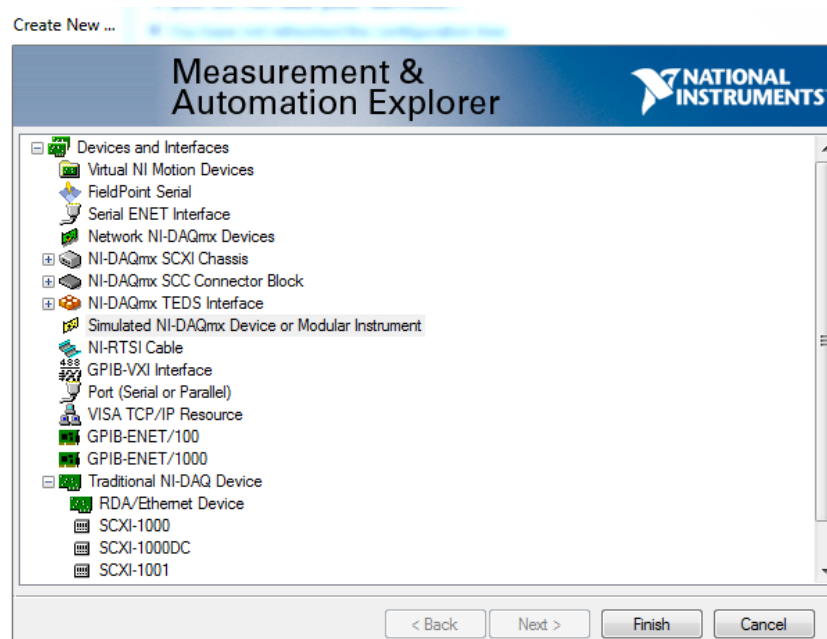 Create New ...
Measurement &
Automation Explorer
NATIONAL
INSTRUMENTS
Devices and Interfaces
Virtual NI Motion Devices
FieldPoint Serial
Serial ENET Interface
Network NI-DAQmx Devices
NI-DAQmx SCXI Chassis
NI-DAQmx SCC Connector Block
NI-DAQmx TEDS Interface
Simulated NI-DAQmx Device or Modular Instrument
NI-RTSI Cable
GPIB-VXI Interface
Port (Serial or Parallel)
VISA TCP/IP Resource
GPIB-ENET/100
GPIB-ENET/1000
Traditional NI-DAQ Device
RDA/Ethernet Device
SCXI-1000
SCXI-1000DC
SCXI-1001
< Back Next > Finish Cancel